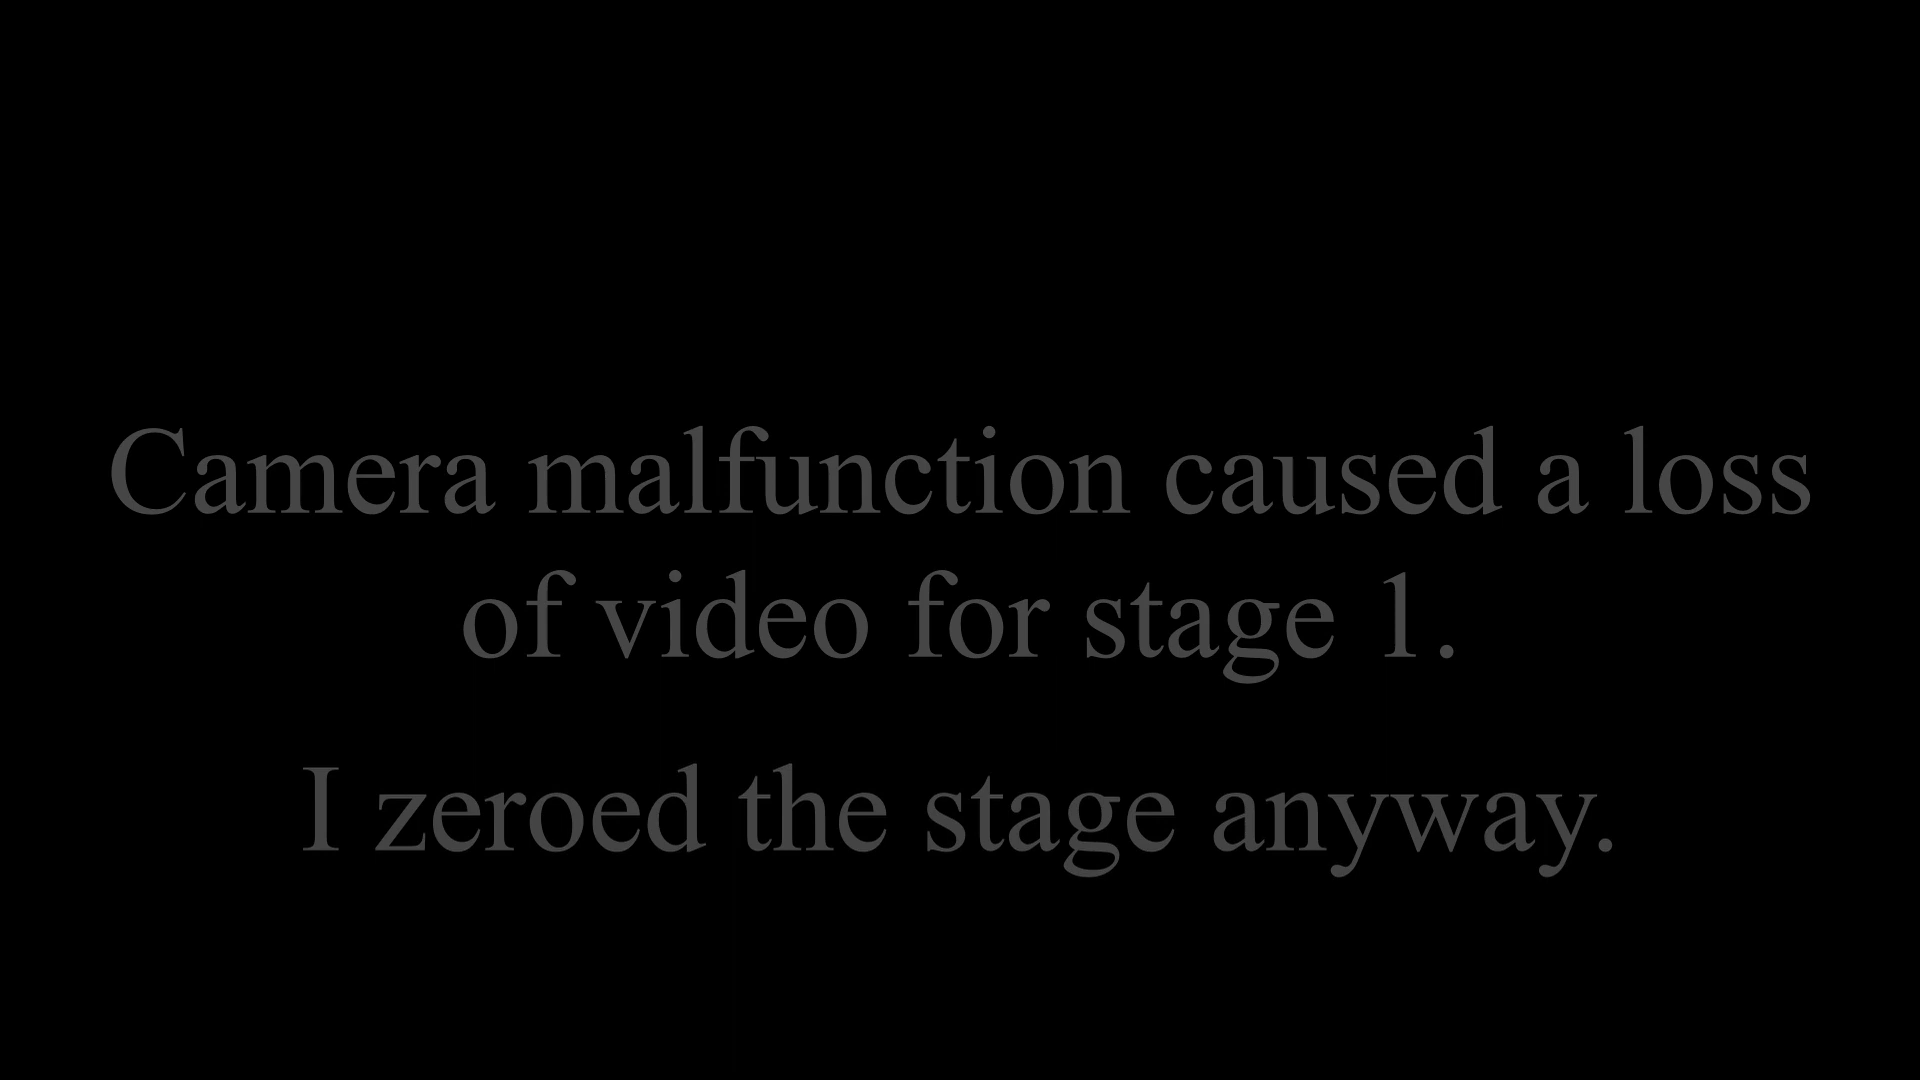 Camera malfunction caused a loss
of video for stage 1.
I zeroed the stage anyway.